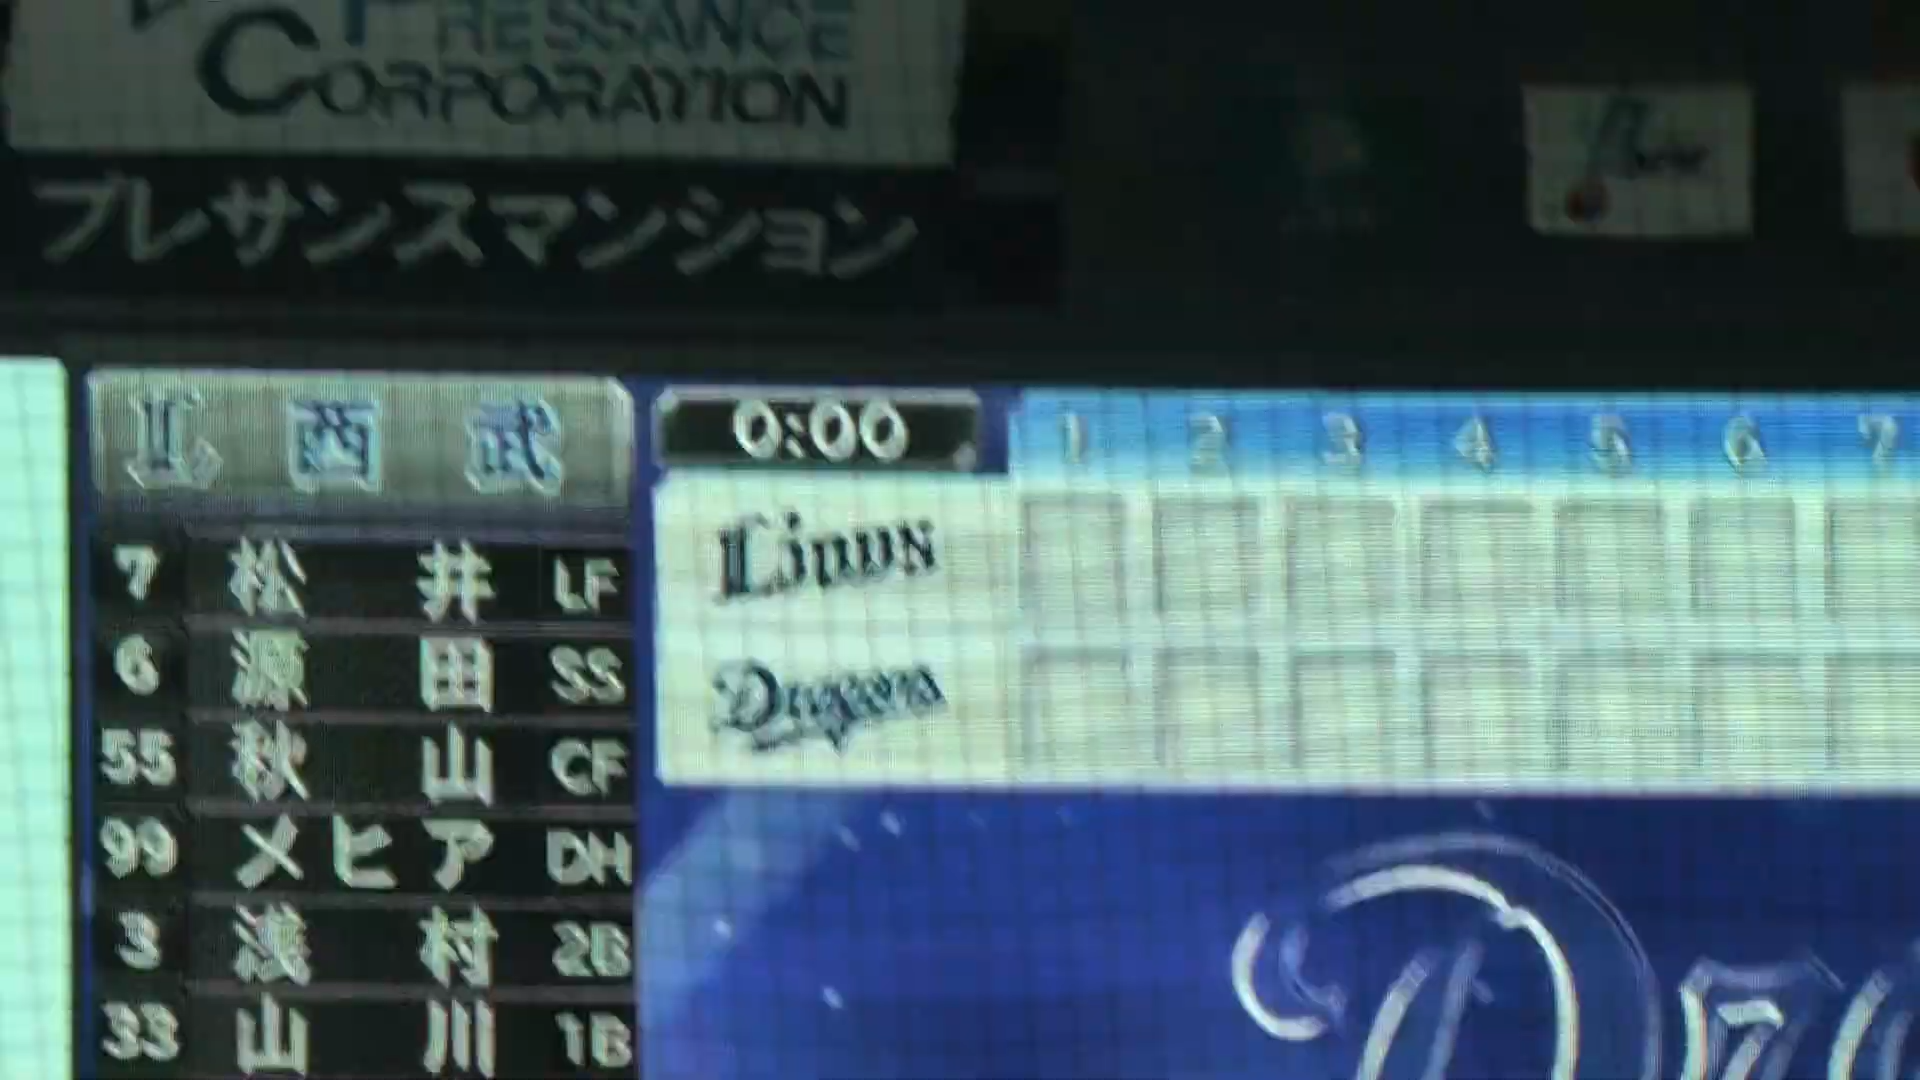 PRESSANCE
CORPORATION
プレサンスマンション
L 西武
7 松井 LF
6 源田 SS
55 秋山 CF
99 メヒア DH
3 浅村 2B
33 山川 1B
0:00 1 2 3 4 5 6 7
Lions
Dragons